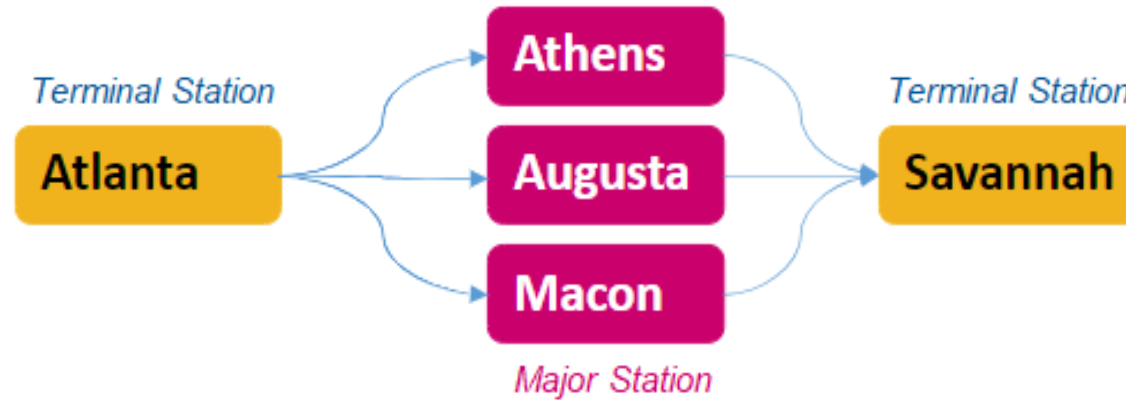 Athens
Terminal Station
Terminal Station
Atlanta
Augusta
Savannah
Macon
Major Station